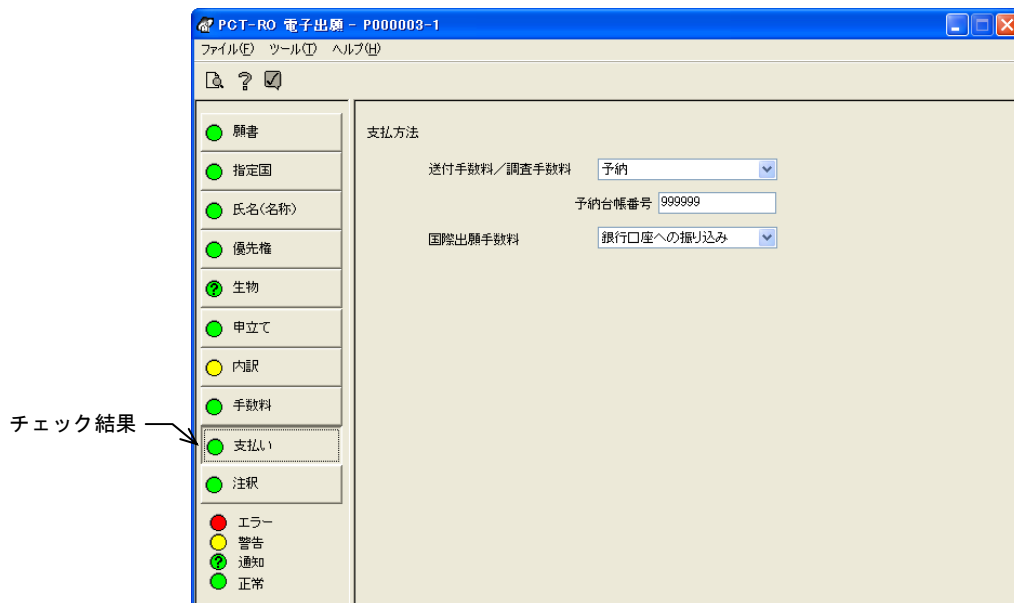 PCT-RO 電子出願 - P000003-1
ファイル(F) ツール(T) ヘルプ(H)
願書
指定国
氏名(名称)
優先権
生物
申立て
内訳
手数料
支払い
注釈
エラー
警告
通知
正常
チェック結果
支払方法
送付手数料／調査手数料 予納
予納台帳番号 999999
国際出願手数料 銀行口座への振り込み